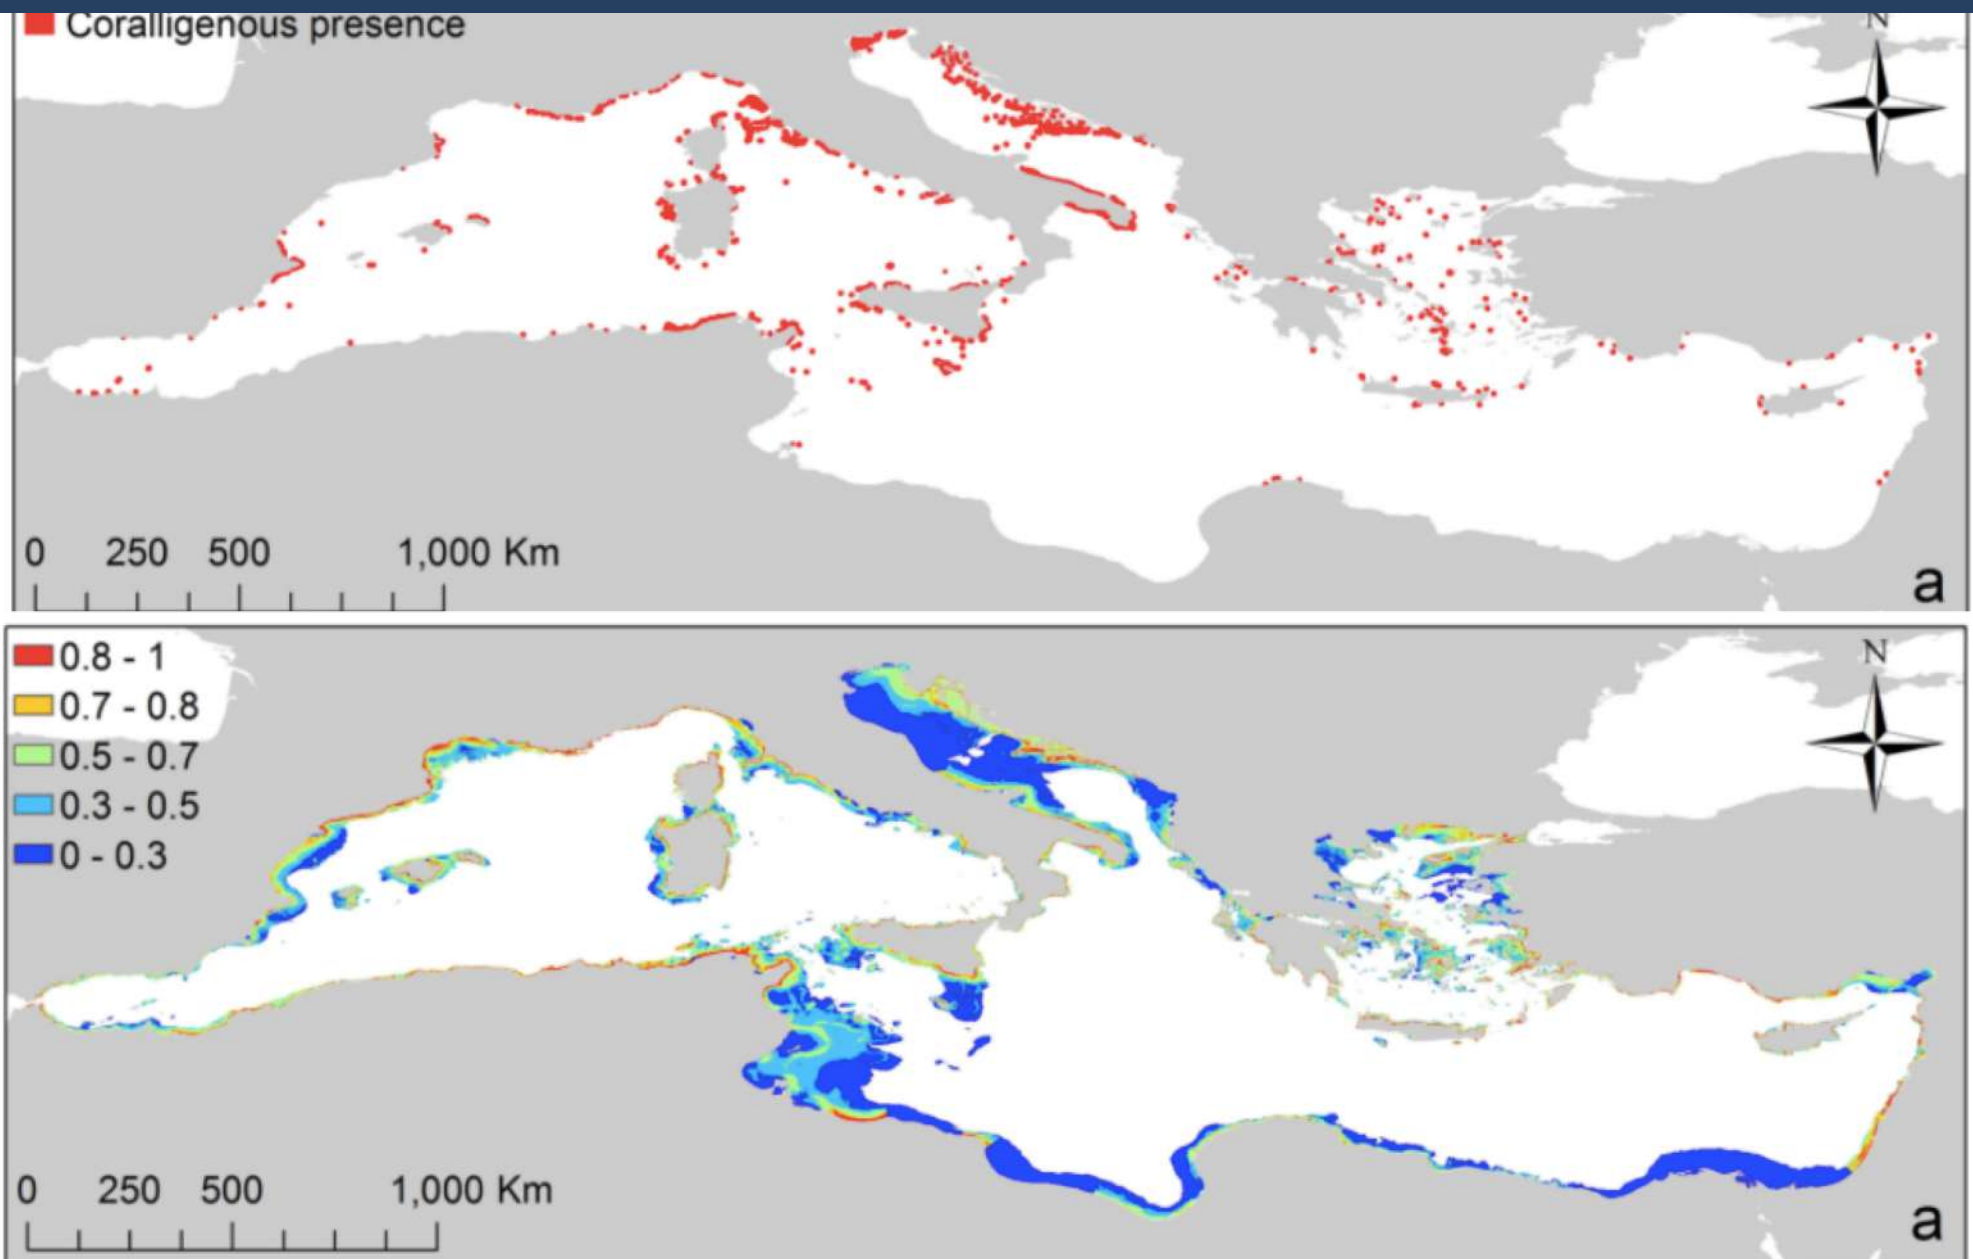 Coralligenous presence
N
0 250 500 1,000 Km
a
0.8 - 1
N
0.7 - 0.8
0.5 - 0.7
0.3 - 0.5
0 - 0.3
0 250 500 1,000 Km
a